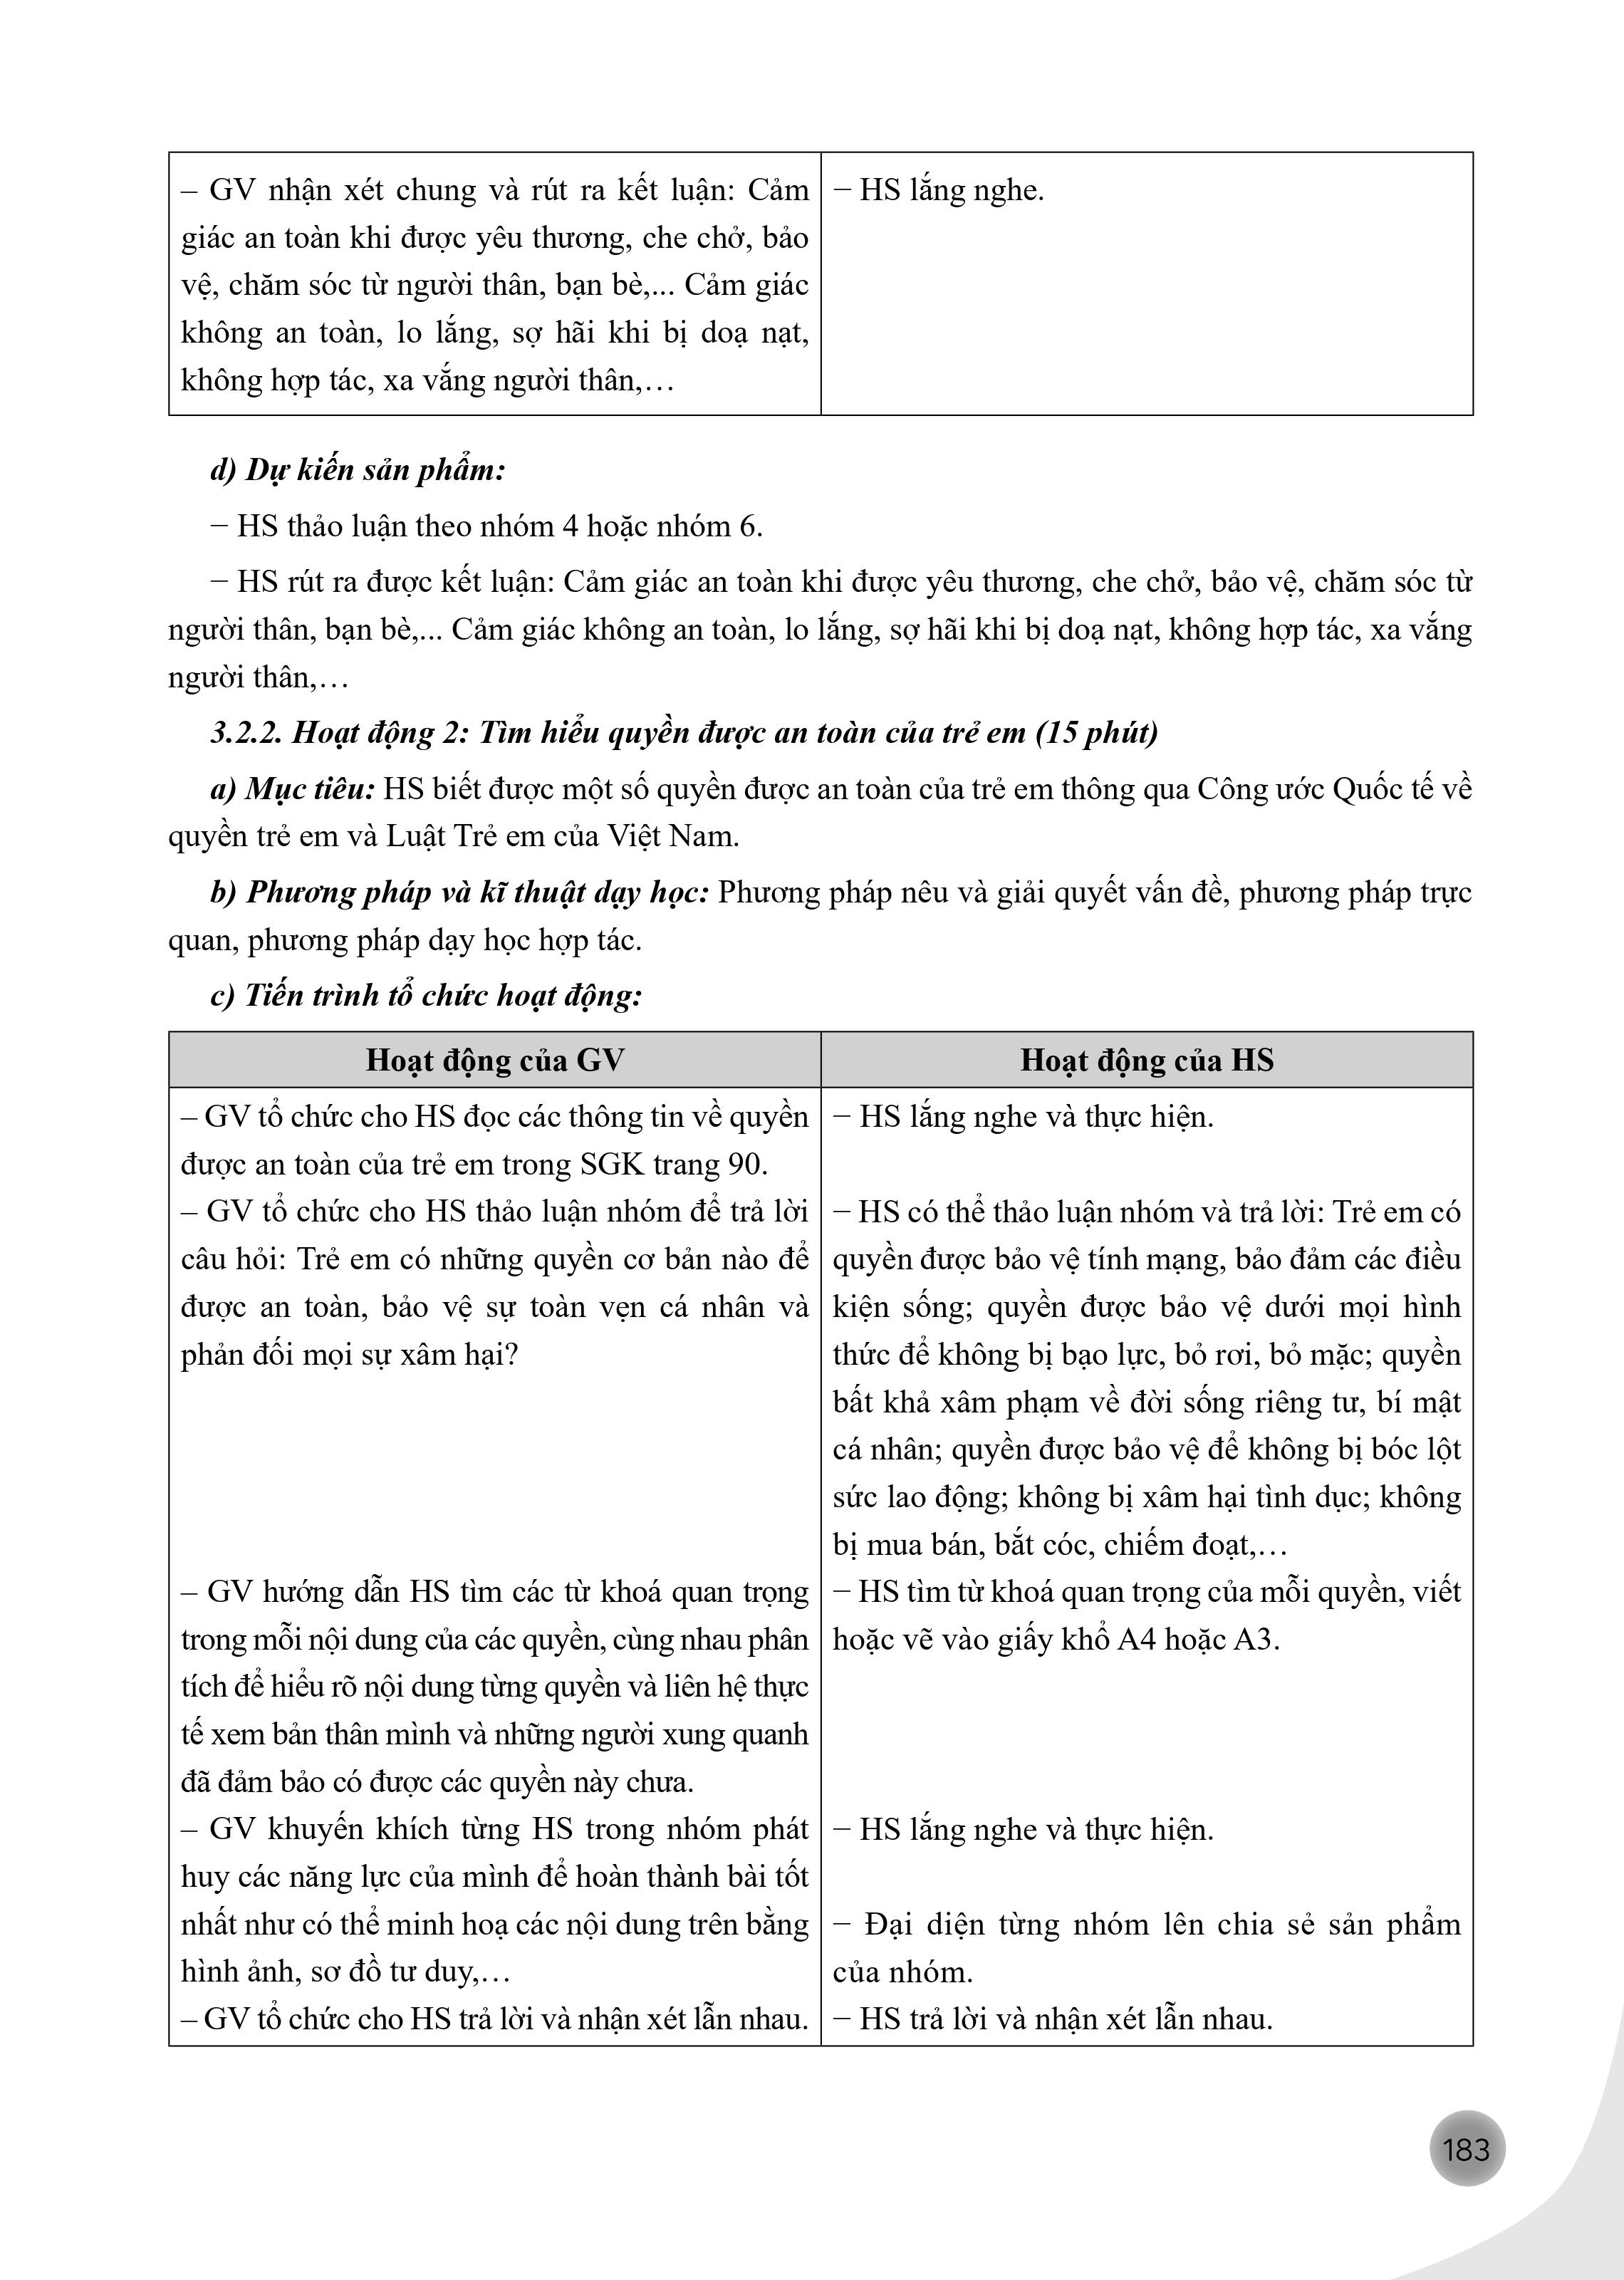 – GV nhận xét chung và rút ra kết luận: Cảm
giác an toàn khi được yêu thương, che chở, bảo
vệ, chăm sóc từ người thân, bạn bè,... Cảm giác
không an toàn, lo lắng, sợ hãi khi bị doạ nạt,
không hợp tác, xa vắng người thân,…
− HS lắng nghe.
d) Dự kiến sản phẩm:
− HS thảo luận theo nhóm 4 hoặc nhóm 6.
− HS rút ra được kết luận: Cảm giác an toàn khi được yêu thương, che chở, bảo vệ, chăm sóc từ
người thân, bạn bè,... Cảm giác không an toàn, lo lắng, sợ hãi khi bị doạ nạt, không hợp tác, xa vắng
người thân,…
3.2.2. Hoạt động 2: Tìm hiểu quyền được an toàn của trẻ em (15 phút)
a) Mục tiêu: HS biết được một số quyền được an toàn của trẻ em thông qua Công ước Quốc tế về
quyền trẻ em và Luật Trẻ em của Việt Nam.
b) Phương pháp và kĩ thuật dạy học: Phương pháp nêu và giải quyết vấn đề, phương pháp trực
quan, phương pháp dạy học hợp tác.
c) Tiến trình tổ chức hoạt động:
Hoạt động của GV
Hoạt động của HS
– GV tổ chức cho HS đọc các thông tin về quyền
được an toàn của trẻ em trong SGK trang 90.
– GV tổ chức cho HS thảo luận nhóm để trả lời
câu hỏi: Trẻ em có những quyền cơ bản nào để
được an toàn, bảo vệ sự toàn vẹn cá nhân và
phản đối mọi sự xâm hại?
– GV hướng dẫn HS tìm các từ khoá quan trọng
trong mỗi nội dung của các quyền, cùng nhau phân
tích để hiểu rõ nội dung từng quyền và liên hệ thực
tế xem bản thân mình và những người xung quanh
đã đảm bảo có được các quyền này chưa.
– GV khuyến khích từng HS trong nhóm phát
huy các năng lực của mình để hoàn thành bài tốt
nhất như có thể minh hoạ các nội dung trên bằng
hình ảnh, sơ đồ tư duy,…
– GV tổ chức cho HS trả lời và nhận xét lẫn nhau.
− HS lắng nghe và thực hiện.
− HS có thể thảo luận nhóm và trả lời: Trẻ em có
quyền được bảo vệ tính mạng, bảo đảm các điều
kiện sống; quyền được bảo vệ dưới mọi hình
thức để không bị bạo lực, bỏ rơi, bỏ mặc; quyền
bất khả xâm phạm về đời sống riêng tư, bí mật
cá nhân; quyền được bảo vệ để không bị bóc lột
sức lao động; không bị xâm hại tình dục; không
bị mua bán, bắt cóc, chiếm đoạt,…
− HS tìm từ khoá quan trọng của mỗi quyền, viết
hoặc vẽ vào giấy khổ A4 hoặc A3.
− HS lắng nghe và thực hiện.
− Đại diện từng nhóm lên chia sẻ sản phẩm
của nhóm.
− HS trả lời và nhận xét lẫn nhau.
183